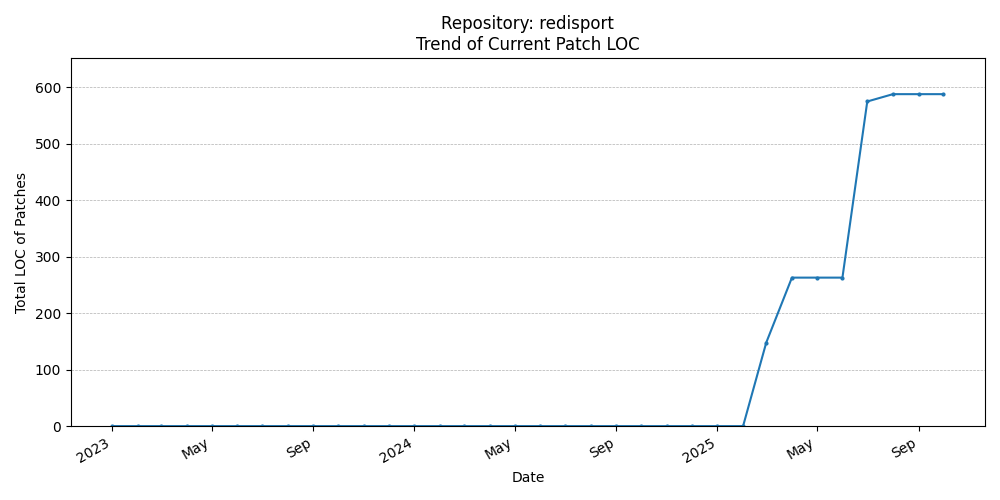 Repository: redisport
Trend of Current Patch LOC
Total LOC of Patches
600
500
400
300
200
100
0
2023
May
Sep
2024
May
Sep
2025
May
Sep
Date